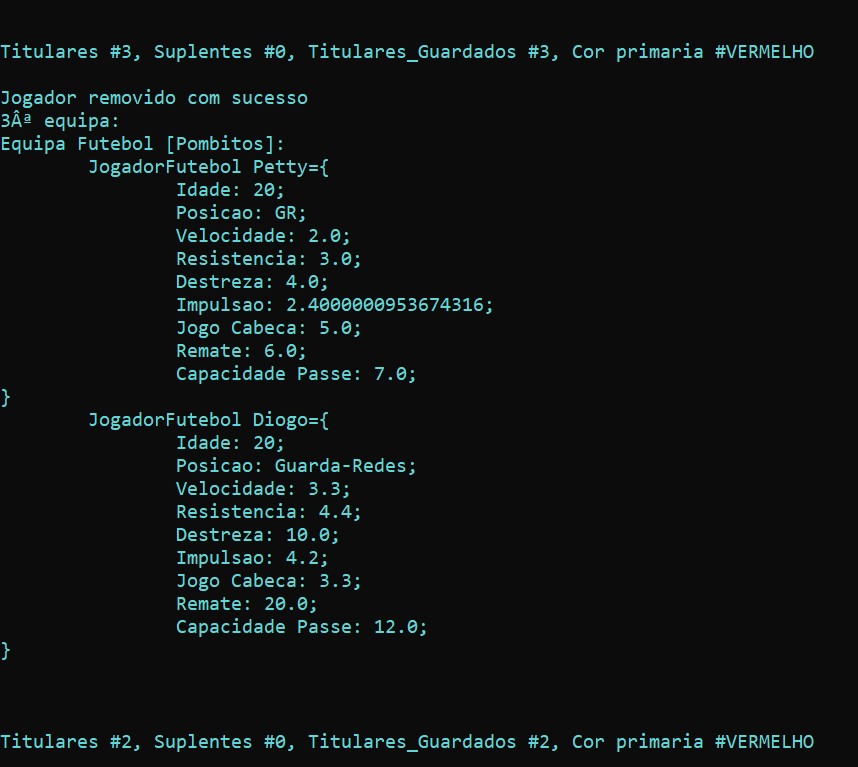 Titulares #3, Suplentes #0, Titulares_Guardados #3, Cor primaria #VERMELHO
Jogador removido com sucesso
3Âª equipa:
Equipa Futebol [Pombitos]:
JogadorFutebol Petty={
Idade: 20;
Posicao: GR;
Velocidade: 2.0;
Resistencia: 3.0;
Destreza: 4.0;
Impulsao: 2.4000000953674316;
Jogo Cabeca: 5.0;
Remate: 6.0;
Capacidade Passe: 7.0;
}
JogadorFutebol Diogo={
Idade: 20;
Posicao: Guarda-Redes;
Velocidade: 3.3;
Resistencia: 4.4;
Destreza: 10.0;
Impulsao: 4.2;
Jogo Cabeca: 3.3;
Remate: 20.0;
Capacidade Passe: 12.0;
}
Titulares #2, Suplentes #0, Titulares_Guardados #2, Cor primaria #VERMELHO